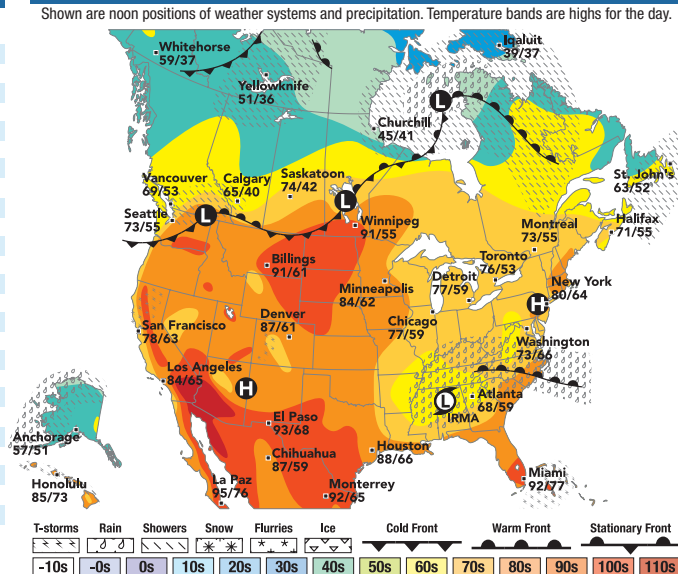 Shown are noon positions of weather systems and precipitation. Temperature bands are highs for the day.
Whitehorse
59/37
Iqaluit
39/37
Yellowknife
51/36
L
Churchill
45/41
Vancouver
69/53
Calgary
65/40
Saskatoon
74/42
St. John's
63/52
Seattle
73/55
L
L
Winnipeg
91/55
Montreal
73/55
Halifax
71/55
Billings
91/61
Toronto
76/53
Minneapolis
84/62
Detroit
77/59
New York
80/64
H
San Francisco
78/63
Denver
87/61
Chicago
77/59
Washington
73/66
Los Angeles
84/65
H
L
IRMA
Atlanta
68/59
El Paso
93/68
Anchorage
57/51
Chihuahua
87/59
Houston
88/66
Honolulu
85/73
La Paz
95/76
Monterrey
92/65
Miami
92/77
T-storms Rain Showers Snow Flurries Ice Cold Front Warm Front Stationary Front
-10s -0s 0s 10s 20s 30s 40s 50s 60s 70s 80s 90s 100s 110s